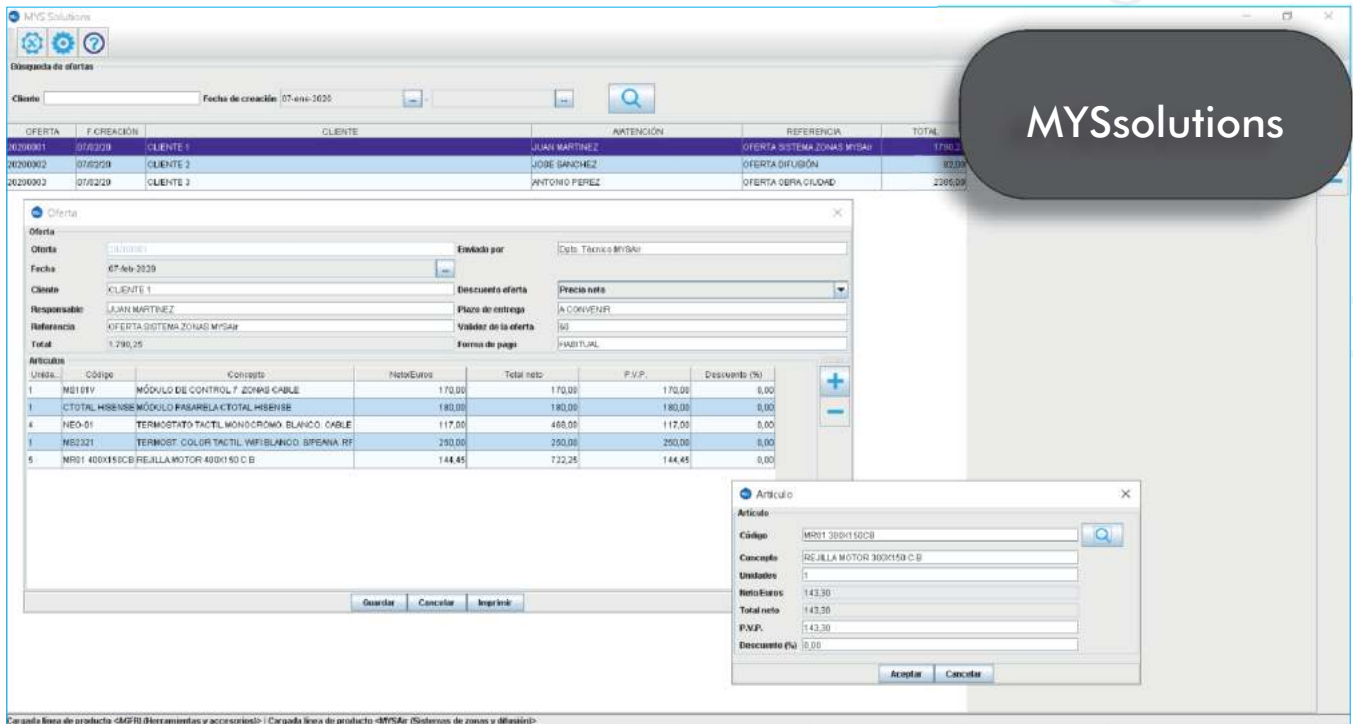 MYS Solutions
Búsqueda de ofertas
Cliente Fecha de creación 07-ene-2020 ... - ...
MYSsolutions
OFERTA F.CREACIÓN CLIENTE A/ATENCIÓN REFERENCIA TOTAL
20200001 07/02/20 CLIENTE 1 JUAN MARTINEZ OFERTA SISTEMA ZONAS MYSAir
20200002 07/02/20 CLIENTE 2 JOSE SANCHEZ OFERTA DIFUSIÓN 82,00
20200003 07/02/20 CLIENTE 3 ANTONIO PEREZ OFERTA OBRA CIUDAD
Oferta
Oferta
Oferta Enviada por Dpto. Técnico MYSAir
Fecha 07-feb-2020 ...
Cliente CLIENTE 1 Descuento oferta Precio neto
Responsable JUAN MARTINEZ Plazo de entrega A CONVENIR
Referencia OFERTA SISTEMA ZONAS MYSAir Validez de la oferta 60
Total 1.790,25 Forma de pago HABITUAL
Artículos
Unida... Código Concepto Neto/Euros Total neto P.V.P. Descuento (%)
1 MS101V MÓDULO DE CONTROL 7 ZONAS CABLE 170,00 170,00 170,00 0,00
1 CTOTAL HISENSE MÓDULO PASARELA CTOTAL HISENSE 180,00 180,00 180,00 0,00
4 NEO-01 TERMOSTATO TACTIL MONOCROMO. BLANCO. CABLE 117,00 468,00 117,00 0,00
1 TERMOST. COLOR TACTIL WIFI BLANCO. S/PEANA. RF 250,00 250,00 250,00 0,00
5 MR01 400X150CB REJILLA MOTOR 400X150 C B 144,45 722,25 144,45 0,00
Guardar Cancelar Imprimir
Artículo
Artículo
Código MR01 300X150CB
Concepto REJILLA MOTOR 300X150 C B
Unidades 1
Neto/Euros 143,30
Total neto 143,30
P.V.P. 143,30
Descuento (%) 0,00
Aceptar Cancelar
Cargada línea de producto <AGFRI (Herramientas y accesorios)> | Cargada línea de producto <MYSAir (Sistemas de zonas y difusión)>